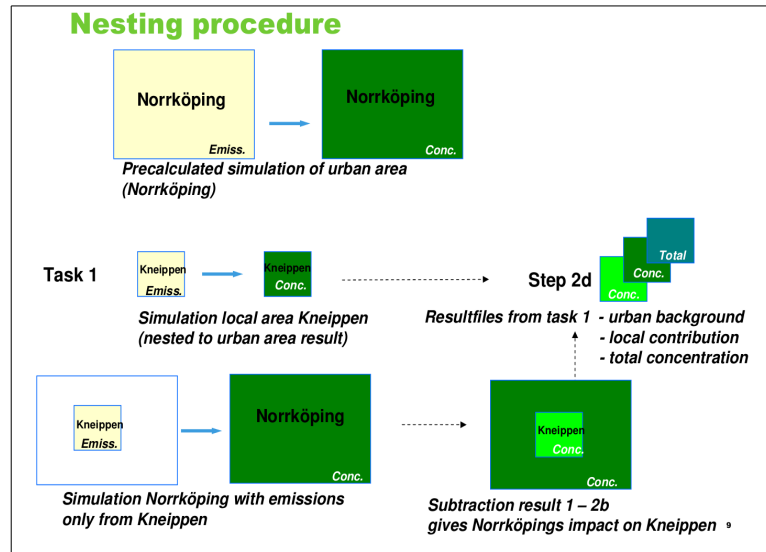 Nesting procedure
Norrköping
Emiss.
Norrköping
Conc.
Precalculated simulation of urban area
(Norrköping)
Task 1
Kneippen
Emiss.
Kneippen
Conc.
Step 2d
Total
Conc.
Conc.
Simulation local area Kneippen
(nested to urban area result)
Resultfiles from task 1 - urban background
- local contribution
- total concentration
Kneippen
Emiss.
Norrköping
Conc.
Kneippen
Conc.
Conc.
Simulation Norrköping with emissions
only from Kneippen
Subtraction result 1 – 2b
gives Norrköpings impact on Kneippen
9